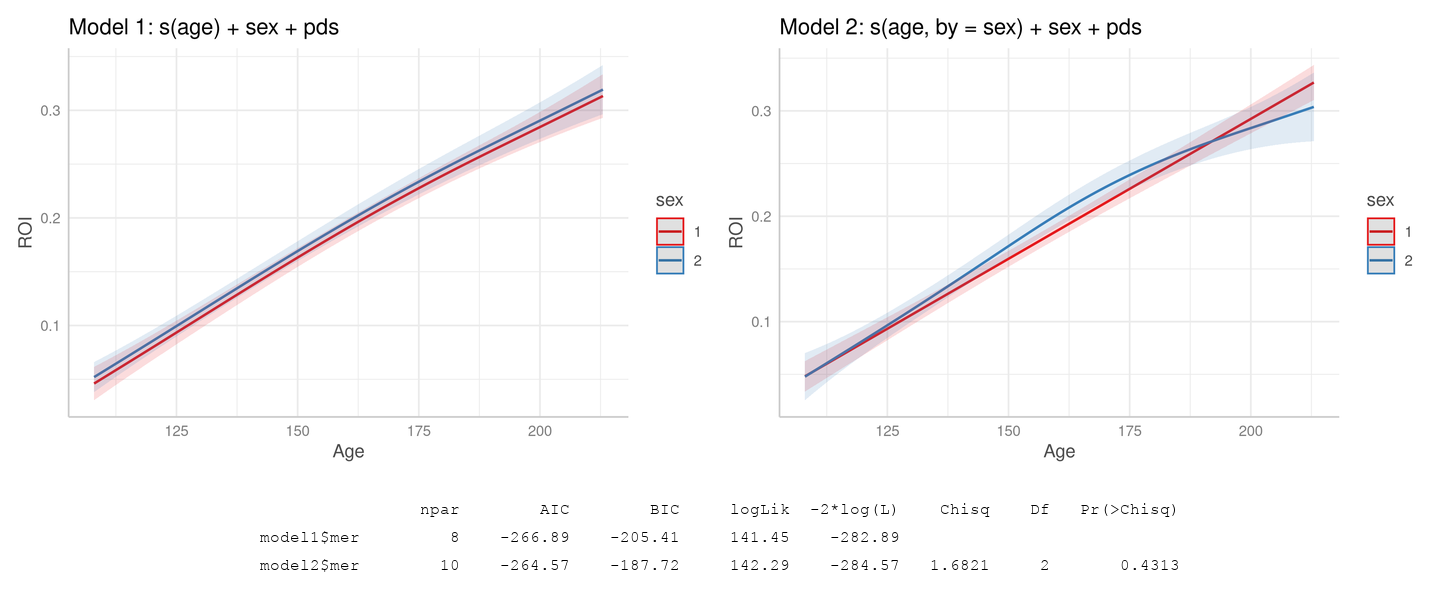 Model 1: s(age) + sex + pds
0.3
0.2
0.1
ROI
125 150 175 200
Age
sex
1
2
Model 2: s(age, by = sex) + sex + pds
0.3
0.2
0.1
ROI
125 150 175 200
Age
sex
1
2
npar AIC BIC logLik -2*log(L) Chisq Df Pr(>Chisq)
model1$mer 8 -266.89 -205.41 141.45 -282.89
model2$mer 10 -264.57 -187.72 142.29 -284.57 1.6821 2 0.4313